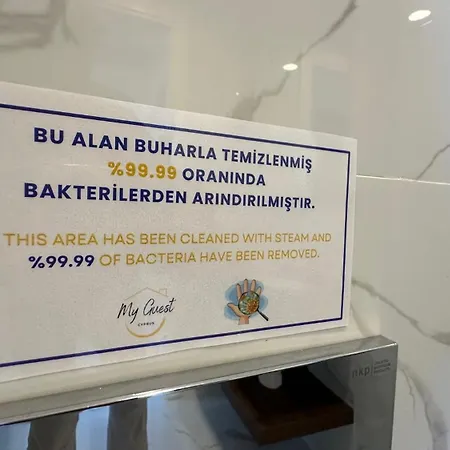 BU ALAN BUHARLA TEMİZLENMİŞ
%99.99 ORANINDA
BAKTERİLERDEN ARINDIRILMIŞTIR.
THIS AREA HAS BEEN CLEANED WITH STEAM AND
%99.99 OF BACTERIA HAVE BEEN REMOVED.
My Guest
nkp